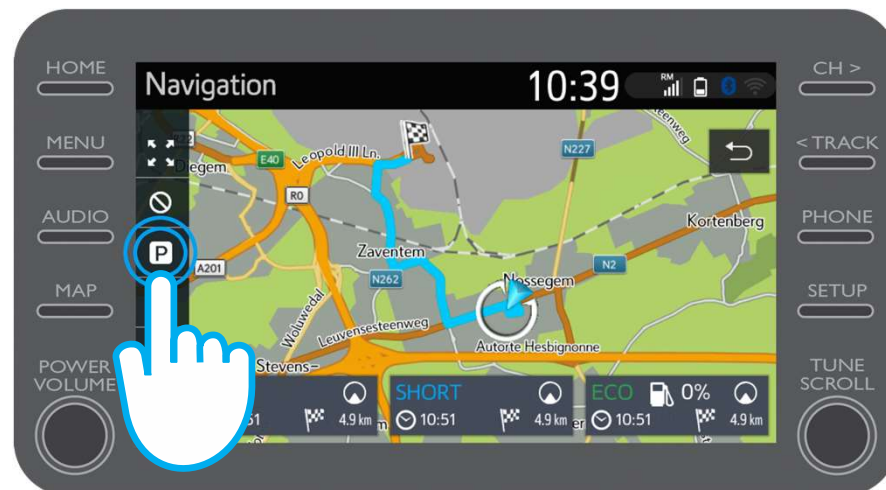 HOME
MENU
AUDIO
MAP
POWER
VOLUME
CH >
< TRACK
PHONE
SETUP
TUNE
SCROLL
Navigation
10:39
RM
Leopold III Ln.
E40
egem
R0
N227
Kortenberg
P
A201
Zaventem
N262
N2
Nossegem
Woluwedal
Leuvensesteenweg
Autorte Hesbignonne
Stevens-
4.9 km
SHORT
10:51
4.9 km
ECO
0%
10:51
4.9 km